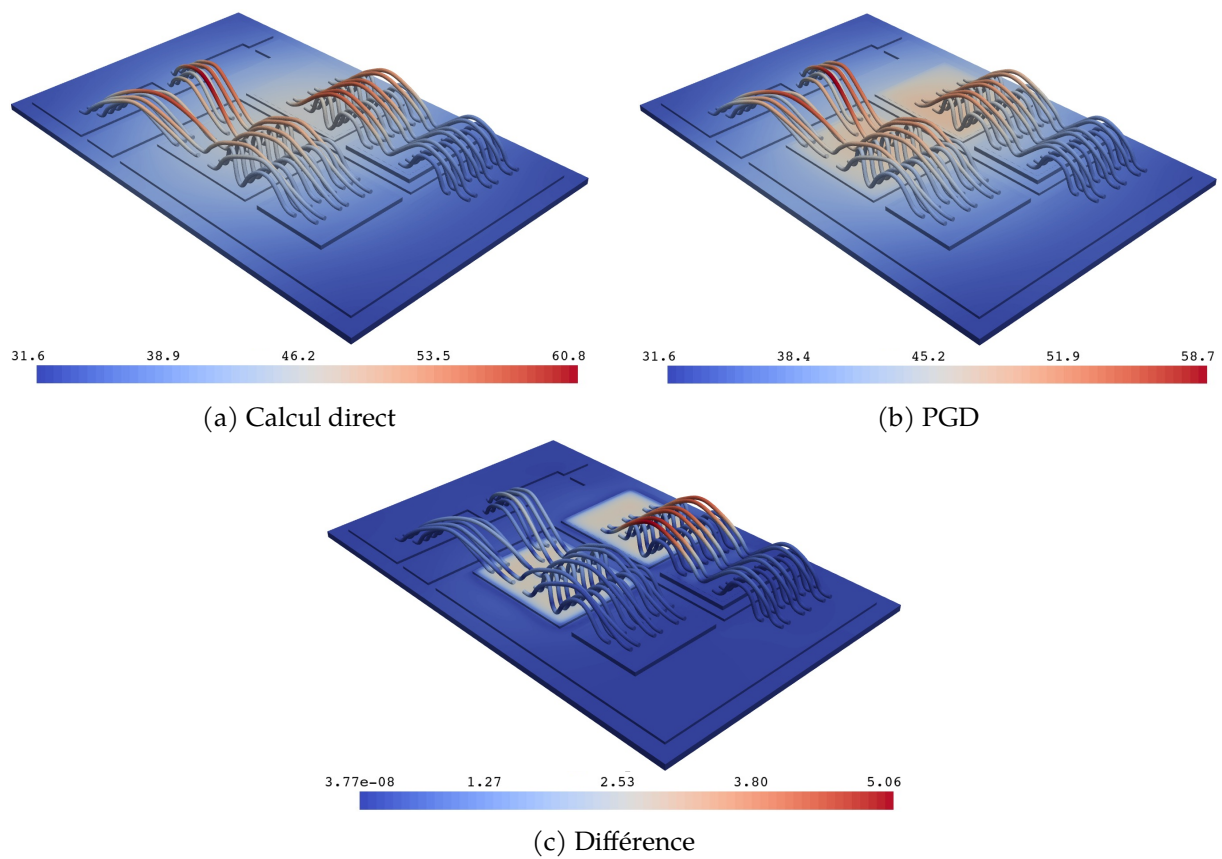 31.6 38.9 46.2 53.5 60.8
(a) Calcul direct
31.6 38.4 45.2 51.9 58.7
(b) PGD
3.77e-08 1.27 2.53 3.80 5.06
(c) Différence